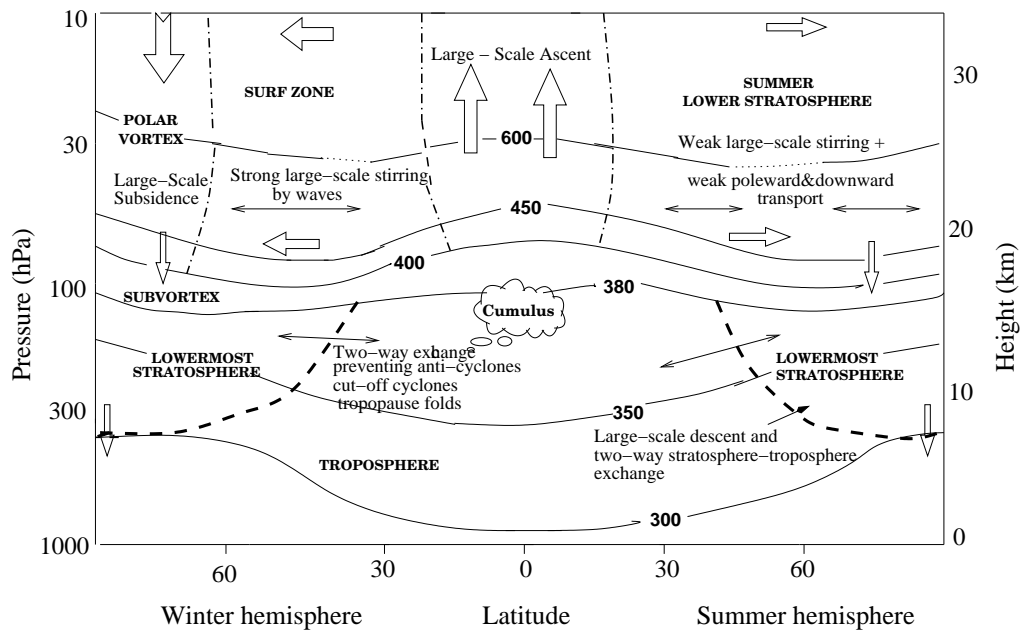 10
30
100
300
1000
Pressure (hPa)
30
20
10
0
Height (km)
Large – Scale Ascent
SURF ZONE
SUMMER
LOWER STRATOSPHERE
POLAR
VORTEX
600
Weak large–scale stirring +
Large–Scale
Subsidence
Strong large–scale stirring
by waves
weak poleward&downward
transport
450
400
380
SUBVORTEX
Cumulus
LOWERMOST
STRATOSPHERE
Two–way exhange
preventing anti–cyclones
cut–off cyclones
tropopause folds
LOWERMOST
STRATOSPHERE
350
Large–scale descent and
two–way stratosphere–troposphere
exchange
TROPOSPHERE
300
60
30
0
30
60
Winter hemisphere
Latitude
Summer hemisphere